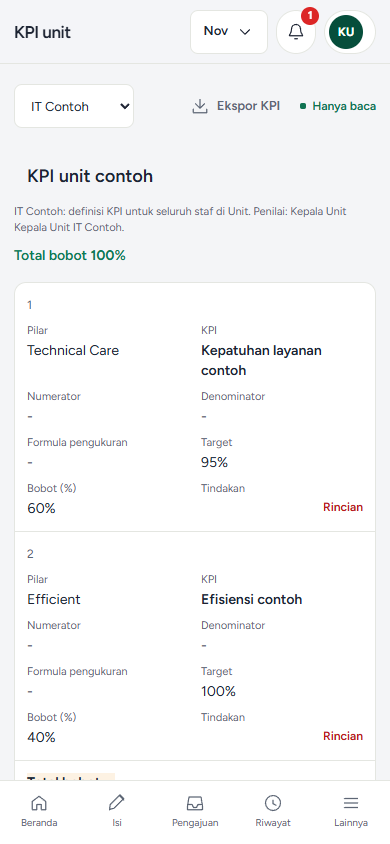 KPI unit
Nov
1
KU
IT Contoh
Ekspor KPI
Hanya baca
KPI unit contoh
IT Contoh: definisi KPI untuk seluruh staf di Unit. Penilai: Kepala Unit
Kepala Unit IT Contoh.
Total bobot 100%
1
Pilar
KPI
Technical Care
Kepatuhan layanan
contoh
Numerator
Denominator
-
-
Formula pengukuran
Target
-
95%
Bobot (%)
Tindakan
60%
Rincian
2
Pilar
KPI
Efficient
Efisiensi contoh
Numerator
Denominator
-
-
Formula pengukuran
Target
-
100%
Bobot (%)
Tindakan
40%
Rincian
Beranda
Isi
Pengajuan
Riwayat
Lainnya